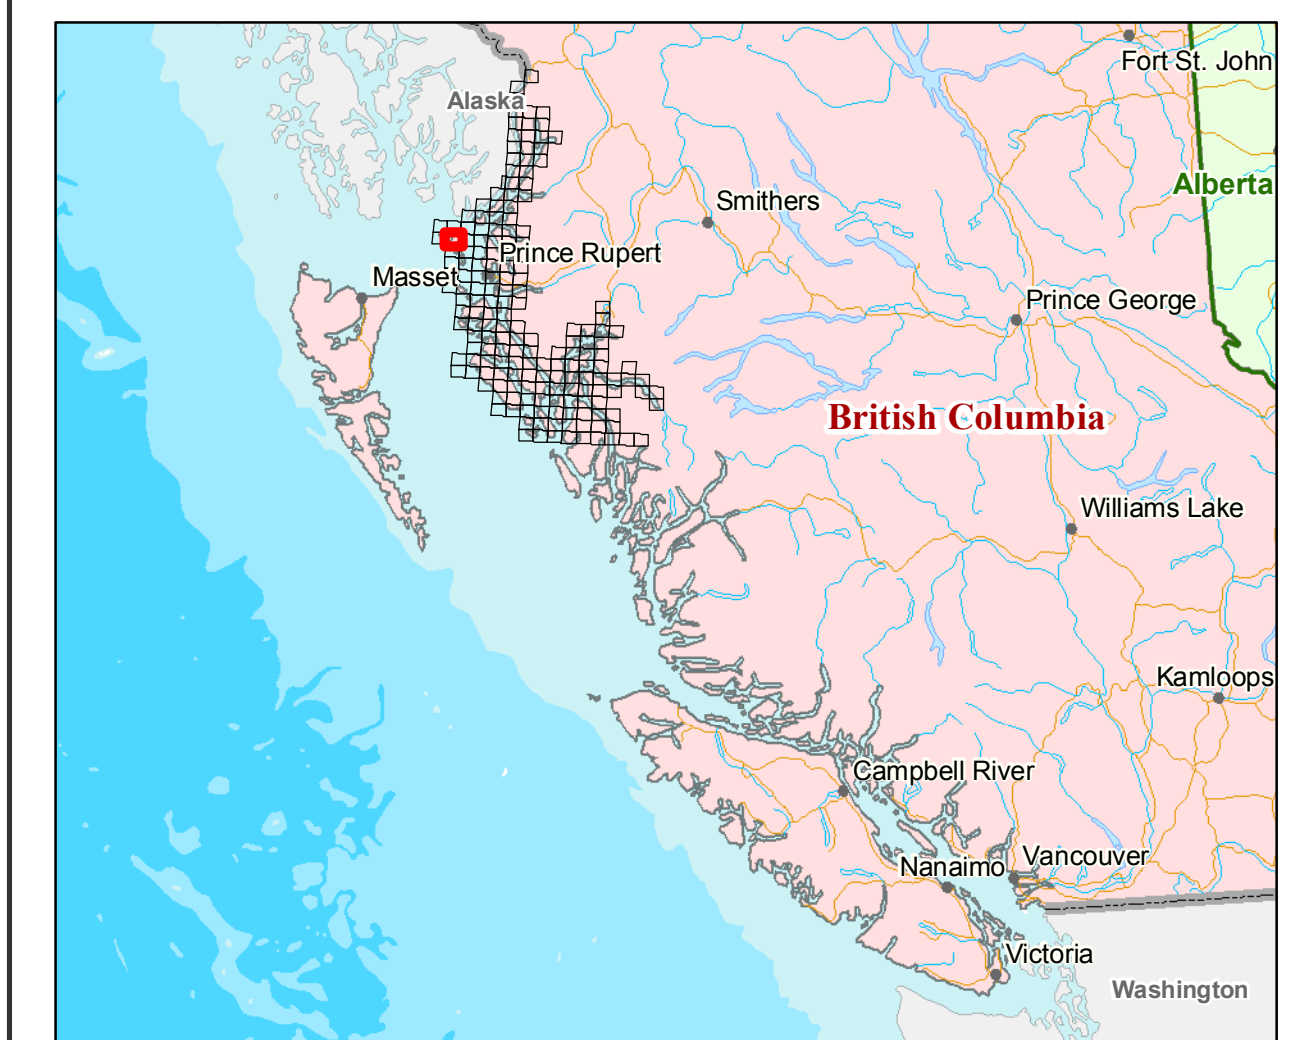 Fort St. John
Alaska
Alberta
Smithers
Prince Rupert
Masset
Prince George
British Columbia
Williams Lake
Kamloops
Campbell River
Vancouver
Nanaimo
Victoria
Washington